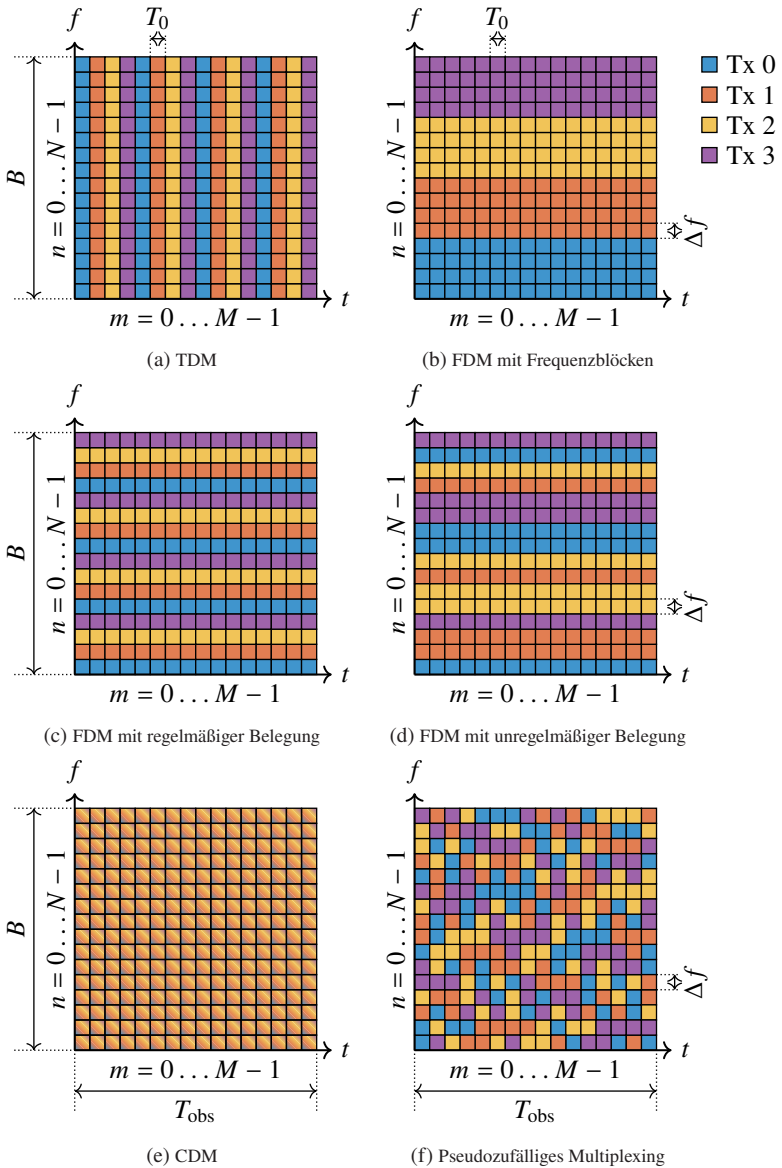 f
T₀
f
T₀
B
n = 0 . . . N − 1
t
m = 0 . . . M − 1
n = 0 . . . N − 1
Δf
t
m = 0 . . . M − 1
Tx 0
Tx 1
Tx 2
Tx 3
(a) TDM
(b) FDM mit Frequenzblöcken
f
B
n = 0 . . . N − 1
t
m = 0 . . . M − 1
f
n = 0 . . . N − 1
Δf
t
m = 0 . . . M − 1
(c) FDM mit regelmäßiger Belegung
(d) FDM mit unregelmäßiger Belegung
f
B
n = 0 . . . N − 1
t
m = 0 . . . M − 1
T_obs
f
n = 0 . . . N − 1
Δf
t
m = 0 . . . M − 1
T_obs
(e) CDM
(f) Pseudozufälliges Multiplexing